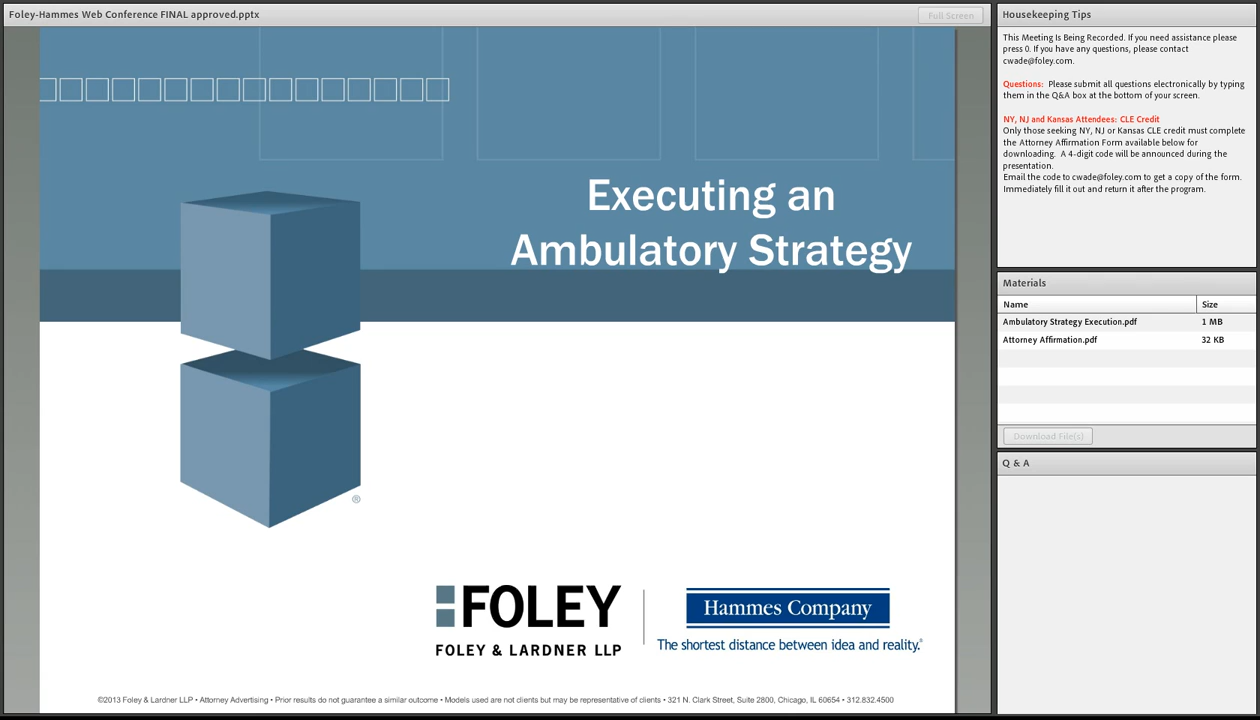 Foley-Hammes Web Conference FINAL approved.pptx
Full Screen
Executing an
Ambulatory Strategy
®
FOLEY
FOLEY & LARDNER LLP
Hammes Company
The shortest distance between idea and reality.®
©2013 Foley & Lardner LLP • Attorney Advertising • Prior results do not guarantee a similar outcome • Models used are not clients but may be representative of clients • 321 N. Clark Street, Suite 2800, Chicago, IL 60654 • 312.832.4500
Housekeeping Tips
This Meeting Is Being Recorded. If you need assistance please
press 0. If you have any questions, please contact
cwade@foley.com.
Questions: Please submit all questions electronically by typing
them in the Q&A box at the bottom of your screen.
NY, NJ and Kansas Attendees: CLE Credit
Only those seeking NY, NJ or Kansas CLE credit must complete
the Attorney Affirmation Form available below for
downloading. A 4-digit code will be announced during the
presentation.
Email the code to cwade@foley.com to get a copy of the form.
Immediately fill it out and return it after the program.
Materials
Name Size
Ambulatory Strategy Execution.pdf 1 MB
Attorney Affirmation.pdf 32 KB
Download File(s)
Q & A